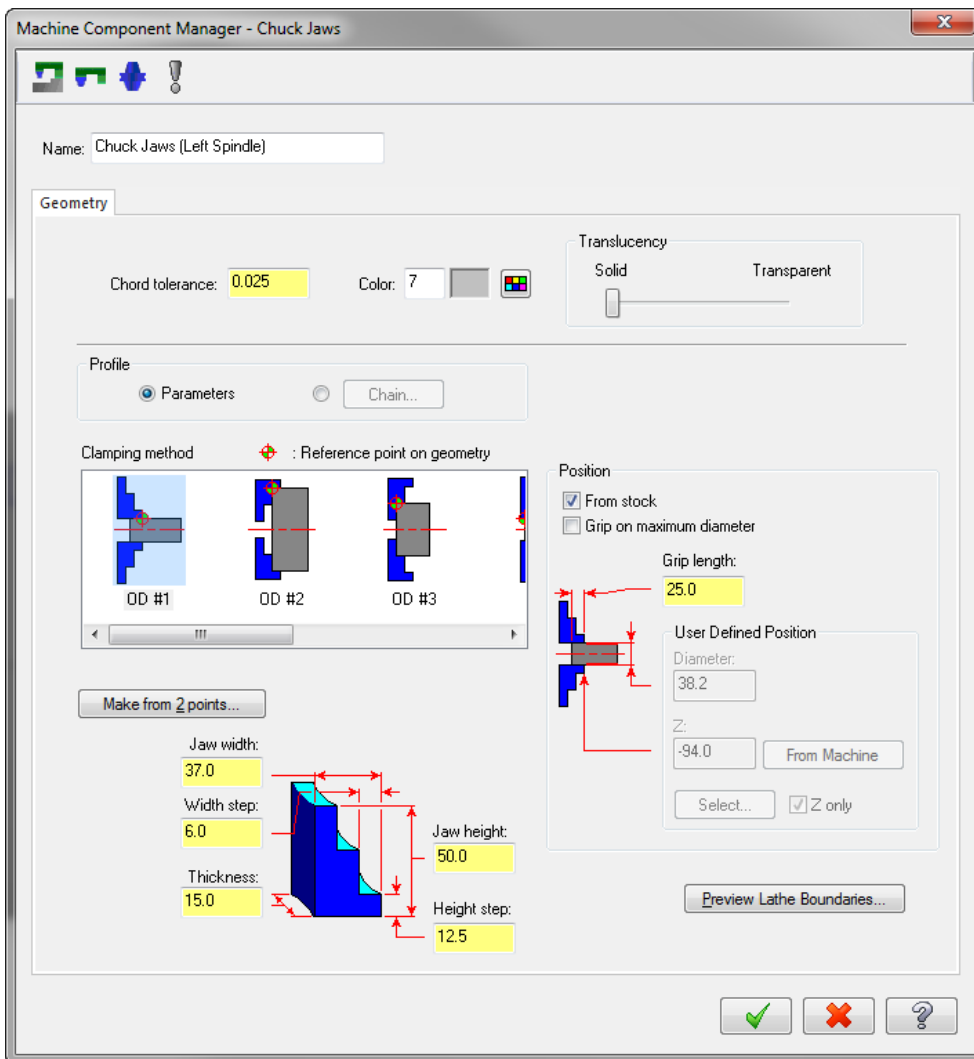 Machine Component Manager - Chuck Jaws
Name: Chuck Jaws (Left Spindle)
Geometry
Translucency
Solid Transparent
Chord tolerance: 0.025 Color: 7
Profile
Parameters Chain...
Clamping method : Reference point on geometry
OD #1 OD #2 OD #3
Position
From stock
Grip on maximum diameter
Grip length:
25.0
User Defined Position
Diameter:
38.2
Z:
-94.0 From Machine
Select... Z only
Make from 2 points...
Jaw width:
37.0
Width step:
6.0
Thickness:
15.0
Jaw height:
50.0
Height step:
12.5
Preview Lathe Boundaries...